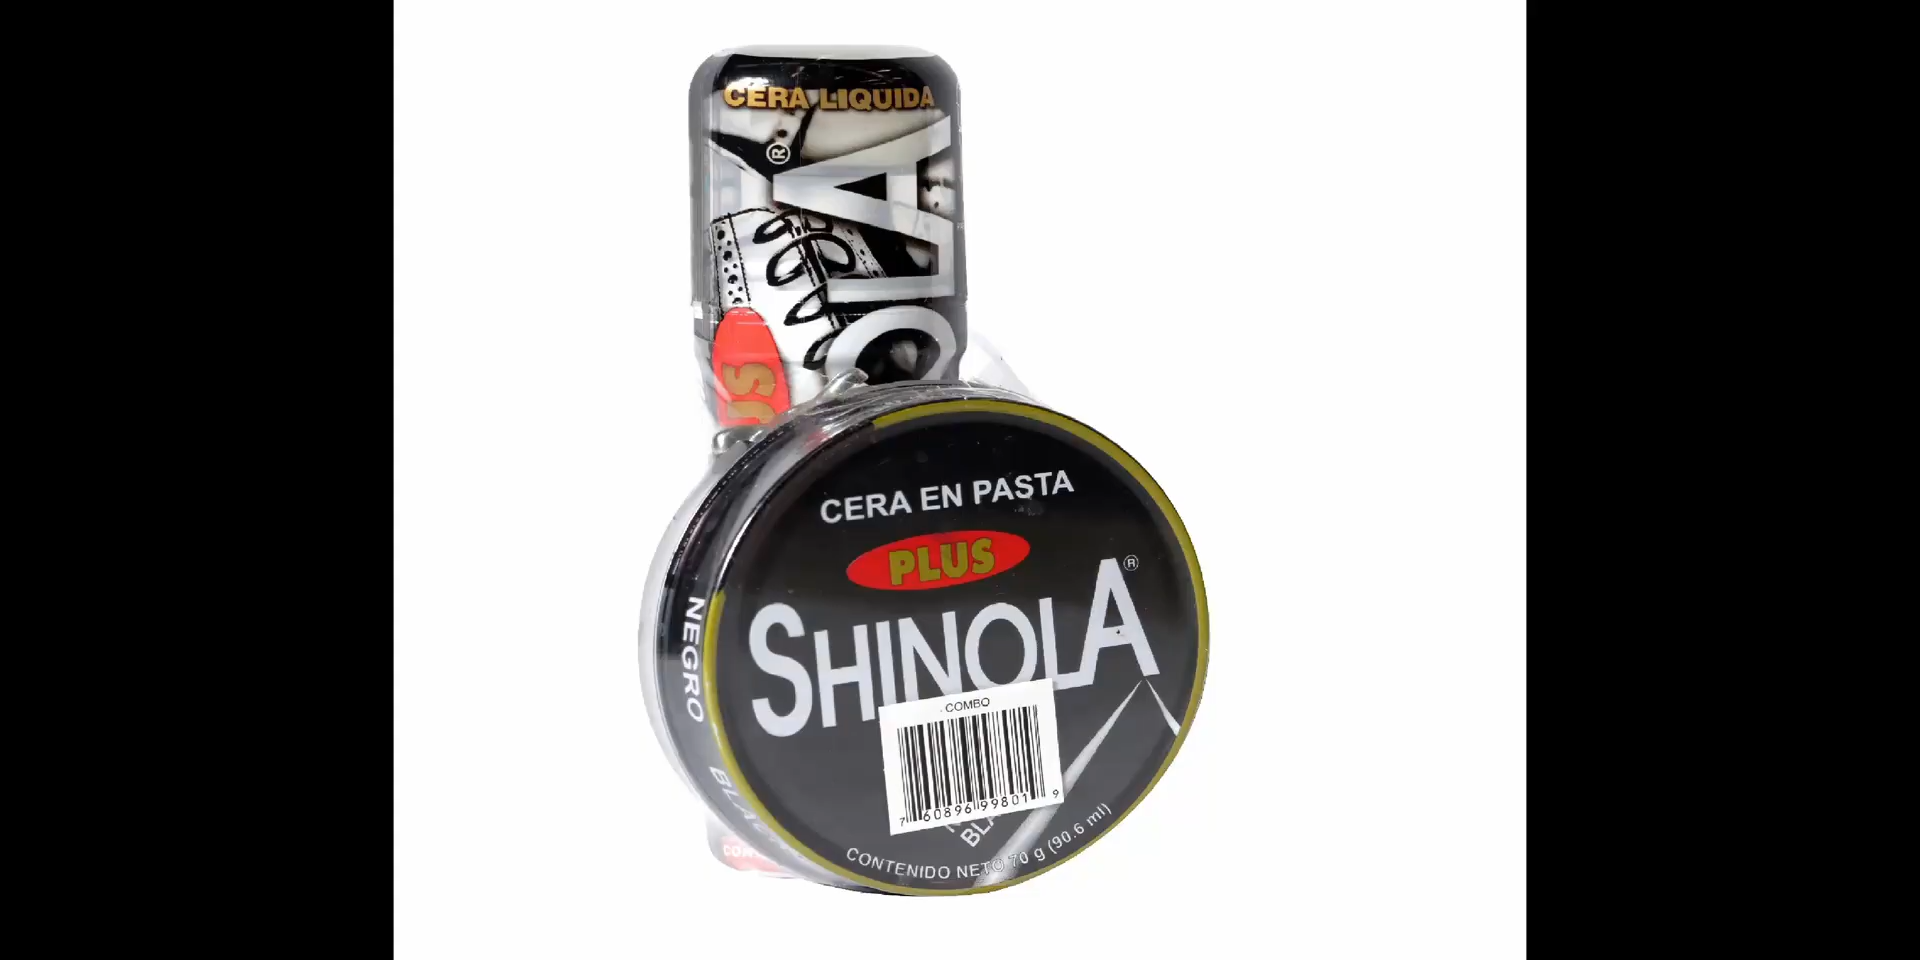 CERA LIQUIDA
OLA®
CERA EN PASTA
PLUS
SHINOLA®
NEGRO
COMBO
7 60896 99801 9
CONTENIDO NETO 70 g (90.6 ml)